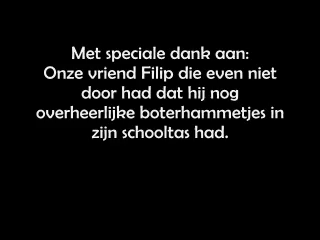 Met speciale dank aan:
Onze vriend Filip die even niet
door had dat hij nog
overheerlijke boterhammetjes in
zijn schooltas had.